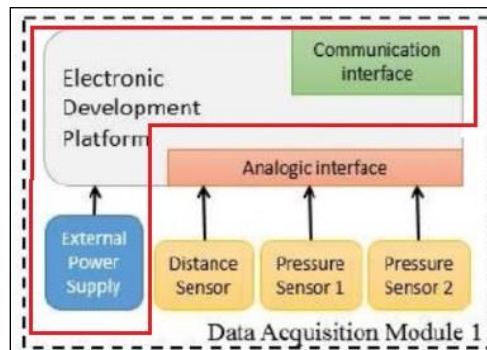 Communication
interface
Electronic
Development
Platform
Analogic interface
External
Power
Supply
Distance
Sensor
Pressure
Sensor 1
Pressure
Sensor 2
Data Acquisition Module 1